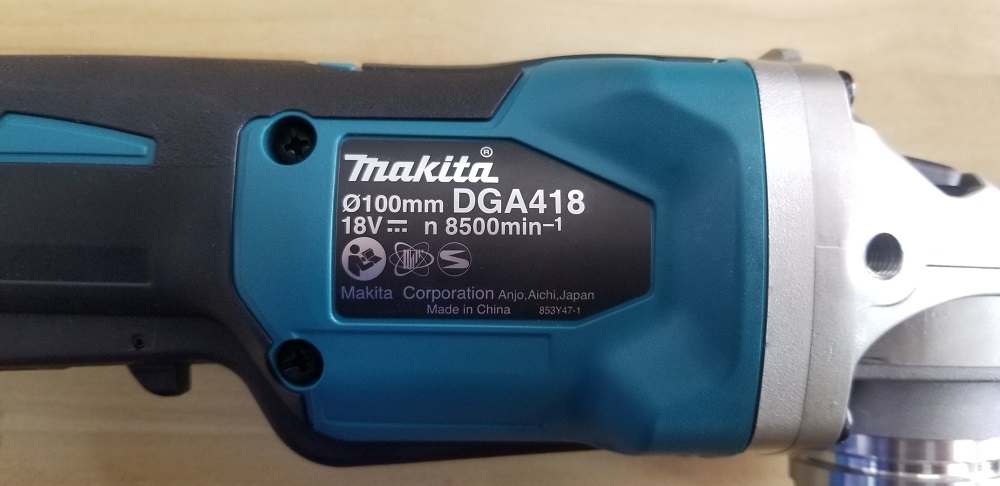 makita®
Ø100mm DGA418
18V⎓ n 8500min–1
Makita Corporation Anjo,Aichi,Japan
Made in China 853Y47-1